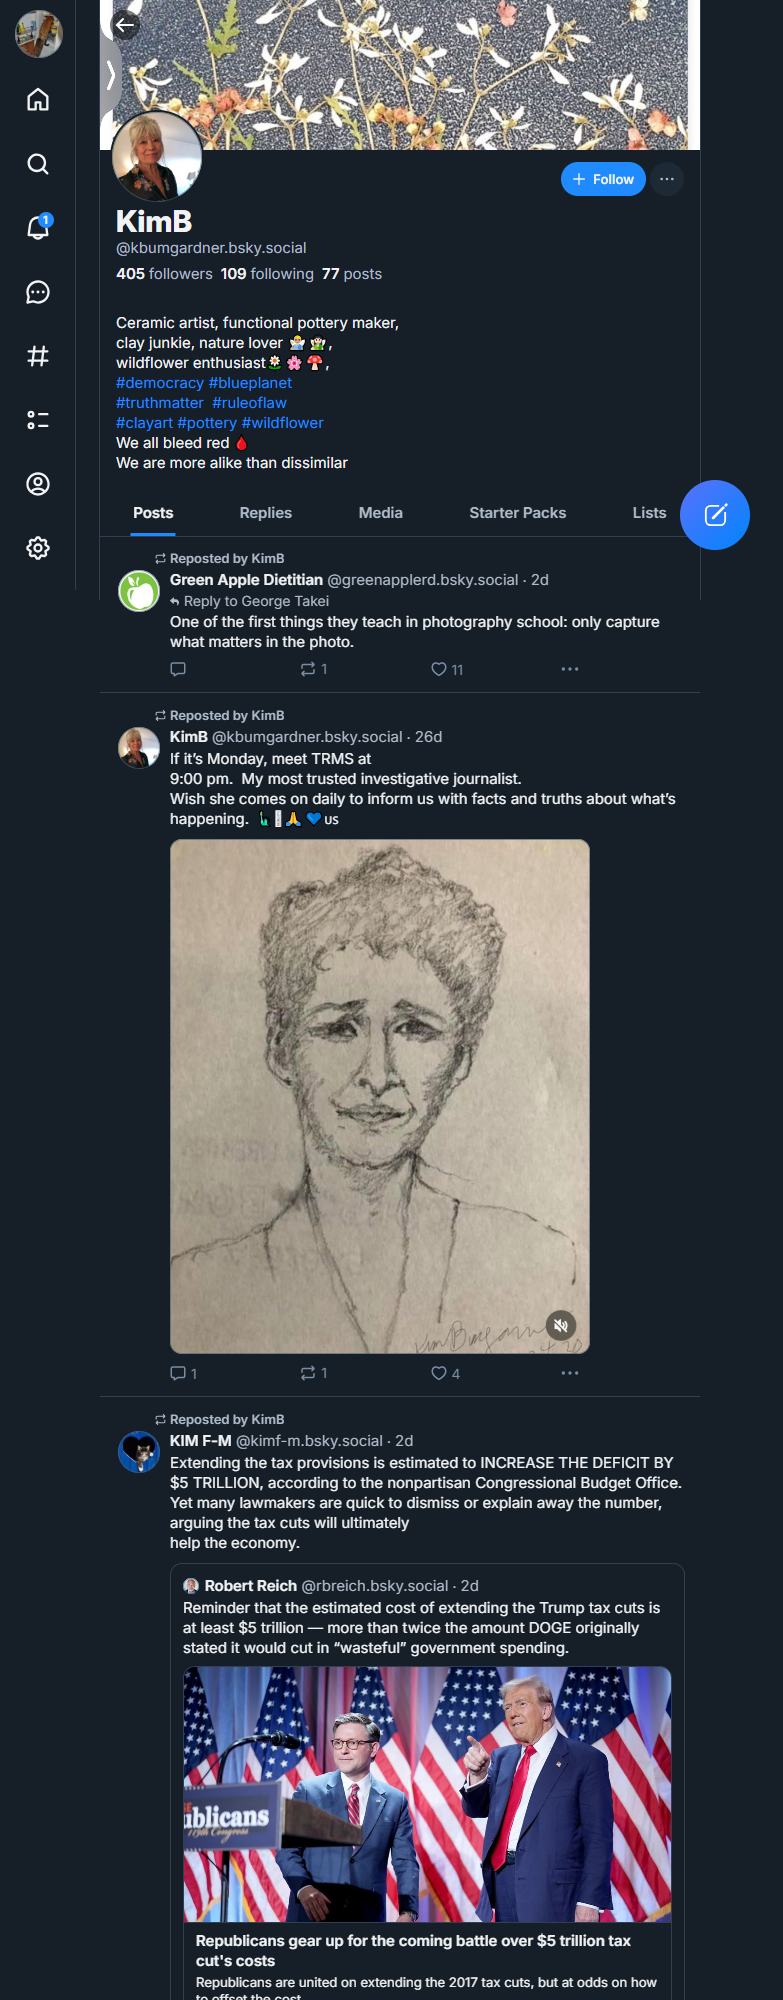 1
+ Follow
KimB
@kbumgardner.bsky.social
405 followers 109 following 77 posts
Ceramic artist, functional pottery maker,
clay junkie, nature lover 👼🏼 🧝🏻‍♀️,
wildflower enthusiast🌻 🌸 🍄,
#democracy #blueplanet
#truthmatter #ruleoflaw
#clayart #pottery #wildflower
We all bleed red 🩸
We are more alike than dissimilar
Posts Replies Media Starter Packs Lists
Reposted by KimB
Green Apple Dietitian @greenapplerd.bsky.social · 2d
Reply to George Takei
One of the first things they teach in photography school: only capture
what matters in the photo.
1 11
Reposted by KimB
KimB @kbumgardner.bsky.social · 26d
If it’s Monday, meet TRMS at
9:00 pm. My most trusted investigative journalist.
Wish she comes on daily to inform us with facts and truths about what’s
happening. 🗽🙏💙us
1 1 4
Reposted by KimB
KIM F-M @kimf-m.bsky.social · 2d
Extending the tax provisions is estimated to INCREASE THE DEFICIT BY
$5 TRILLION, according to the nonpartisan Congressional Budget Office.
Yet many lawmakers are quick to dismiss or explain away the number,
arguing the tax cuts will ultimately
help the economy.
Robert Reich @rbreich.bsky.social · 2d
Reminder that the estimated cost of extending the Trump tax cuts is
at least $5 trillion — more than twice the amount DOGE originally
stated it would cut in “wasteful” government spending.
ublicans
119th Congress
Republicans gear up for the coming battle over $5 trillion tax
cut's costs
Republicans are united on extending the 2017 tax cuts, but at odds on how
to offset the cost